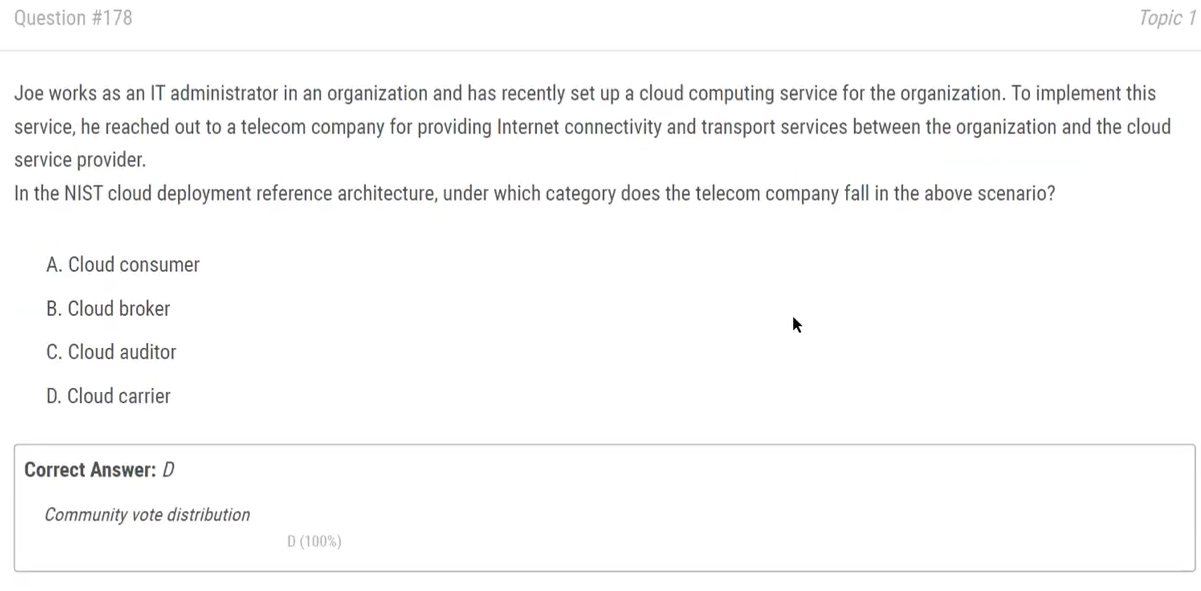 Question #178
Topic 1
Joe works as an IT administrator in an organization and has recently set up a cloud computing service for the organization. To implement this
service, he reached out to a telecom company for providing Internet connectivity and transport services between the organization and the cloud
service provider.
In the NIST cloud deployment reference architecture, under which category does the telecom company fall in the above scenario?
A. Cloud consumer
B. Cloud broker
C. Cloud auditor
D. Cloud carrier
Correct Answer: D
Community vote distribution
D (100%)